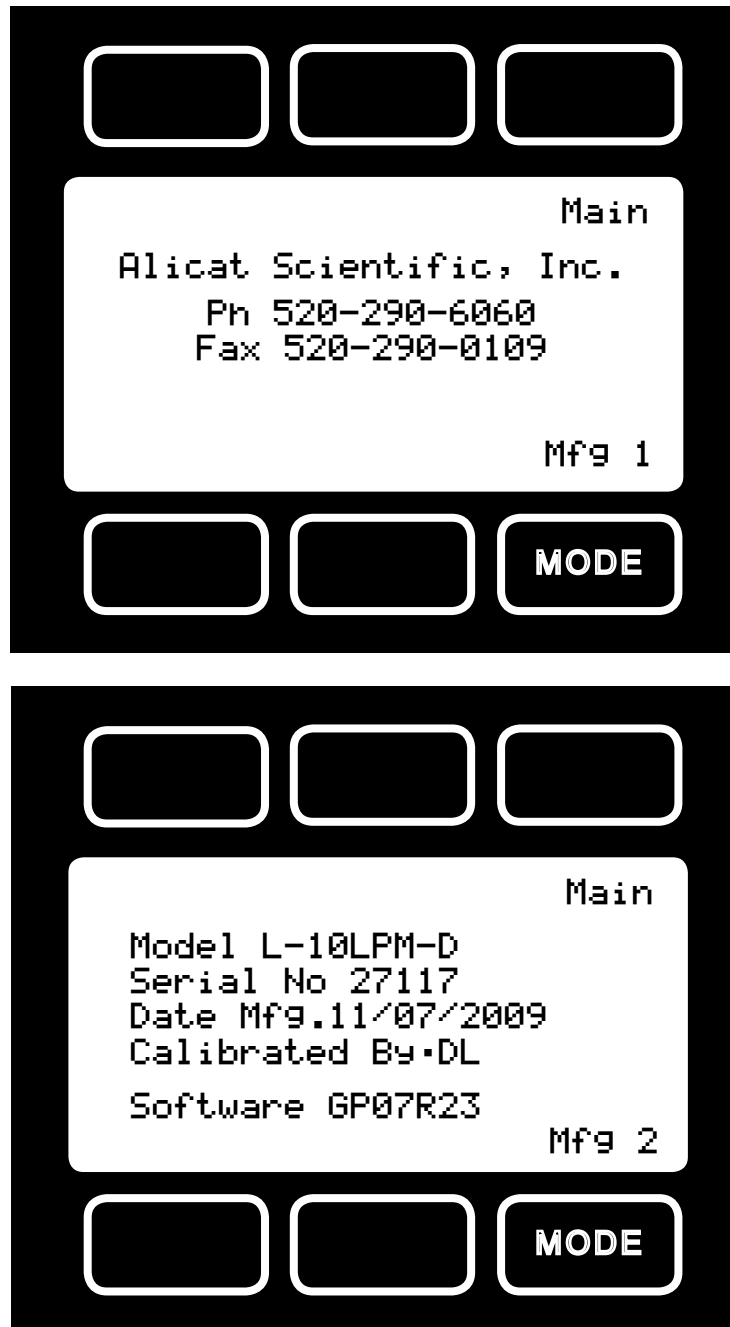 Main
Alicat Scientific, Inc.
Ph 520-290-6060
Fax 520-290-0109
Mfg 1
MODE
Main
Model L-10LPM-D
Serial No 27117
Date Mfg.11/07/2009
Calibrated By·DL
Software GP07R23
Mfg 2
MODE